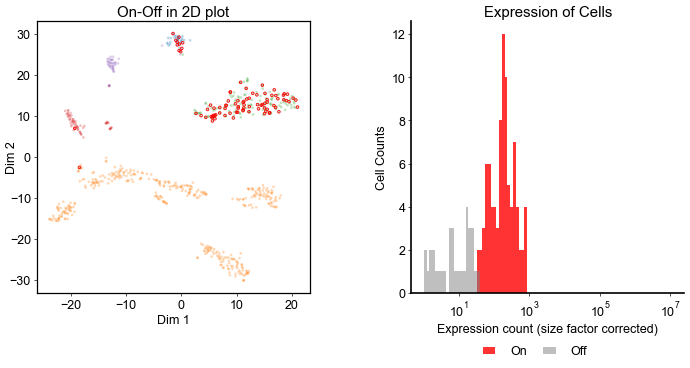 On-Off in 2D plot
Expression of Cells
30
20
10
0
−10
−20
−30
Dim 2
−20 −10 0 10 20
Dim 1
12
10
8
6
4
2
0
Cell Counts
10^1 10^3 10^5 10^7
Expression count (size factor corrected)
On Off